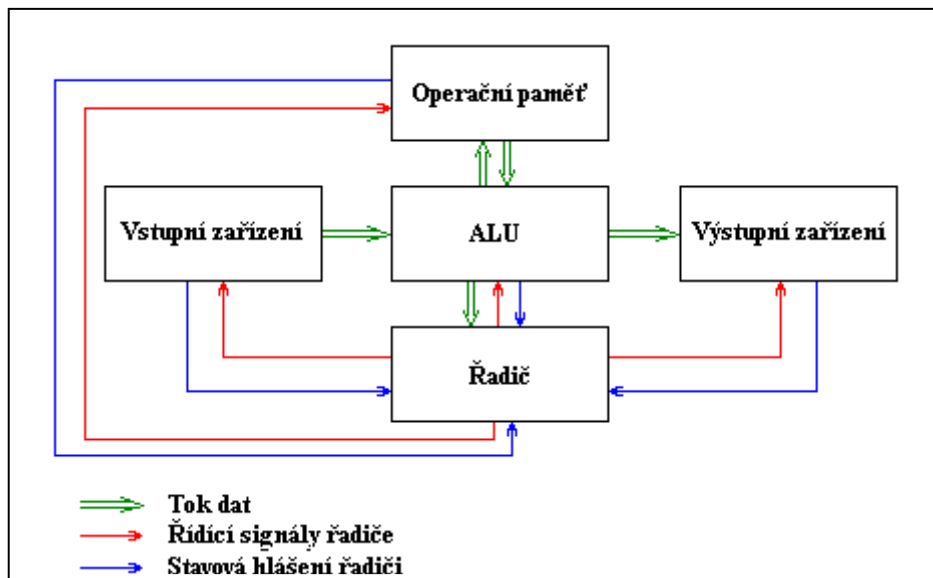 Operační paměť
Vstupní zařízení
ALU
Výstupní zařízení
Řadič
Tok dat
Řídící signály řadiče
Stavová hlášení řadiči